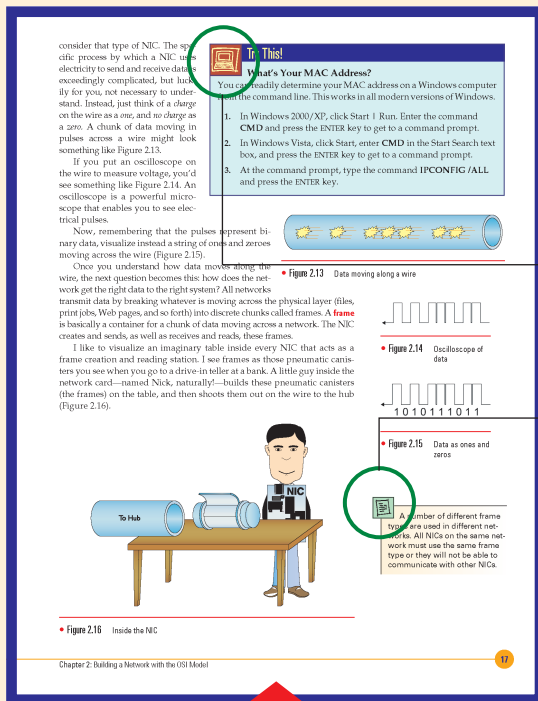 consider that type of NIC. The spe-
cific process by which a NIC uses
electricity to send and receive data is
exceedingly complicated, but luck-
ily for you, not necessary to under-
stand. Instead, just think of a charge
on the wire as a one, and no charge as
a zero. A chunk of data moving in
pulses across a wire might look
something like Figure 2.13.
If you put an oscilloscope on
the wire to measure voltage, you'd
see something like Figure 2.14. An
oscilloscope is a powerful micro-
scope that enables you to see elec-
trical pulses.
Now, remembering that the pulses represent bi-
nary data, visualize instead a string of ones and zeroes
moving across the wire (Figure 2.15).
Once you understand how data moves along the
wire, the next question becomes this: how does the net-
work get the right data to the right system? All networks
transmit data by breaking whatever is moving across the physical layer (files,
print jobs, Web pages, and so forth) into discrete chunks called frames. A frame
is basically a container for a chunk of data moving across a network. The NIC
creates and sends, as well as receives and reads, these frames.
I like to visualize an imaginary table inside every NIC that acts as a
frame creation and reading station. I see frames as those pneumatic canis-
ters you see when you go to a drive-in teller at a bank. A little guy inside the
network card—named Nick, naturally!—builds these pneumatic canisters
(the frames) on the table, and then shoots them out on the wire to the hub
(Figure 2.16).
Try This!
What's Your MAC Address?
You can readily determine your MAC address on a Windows computer
from the command line. This works in all modern versions of Windows.
1. In Windows 2000/XP, click Start | Run. Enter the command
CMD and press the ENTER key to get to a command prompt.
2. In Windows Vista, click Start, enter CMD in the Start Search text
box, and press the ENTER key to get to a command prompt.
3. At the command prompt, type the command IPCONFIG /ALL
and press the ENTER key.
• Figure 2.13 Data moving along a wire
• Figure 2.14 Oscilloscope of
data
1 0 1 0 1 1 1 0 1 1
• Figure 2.15 Data as ones and
zeros
A number of different frame
types are used in different net-
works. All NICs on the same net-
work must use the same frame
type or they will not be able to
communicate with other NICs.
NIC
To Hub
• Figure 2.16 Inside the NIC
Chapter 2: Building a Network with the OSI Model
17